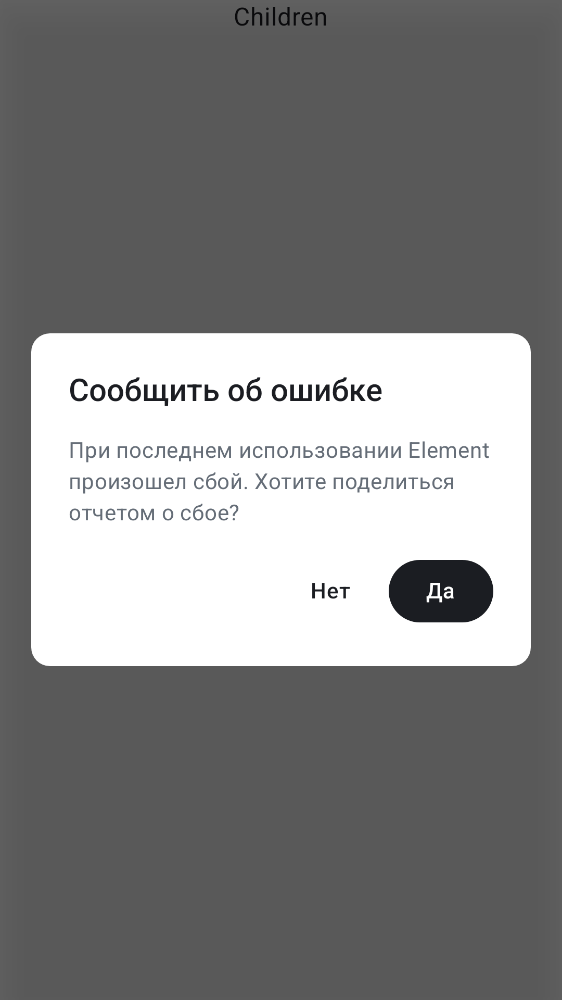 Children
Сообщить об ошибке
При последнем использовании Element
произошел сбой. Хотите поделиться
отчетом о сбое?
Нет
Да